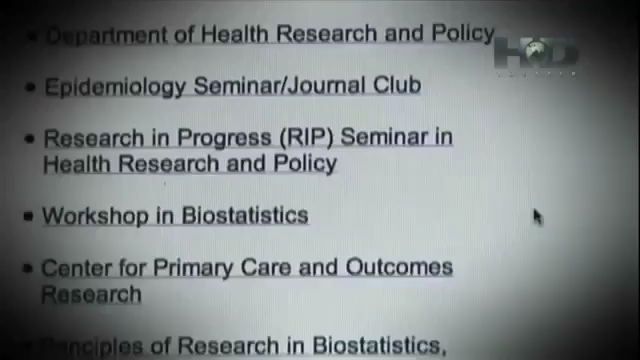 Department of Health Research and Policy
HD
Epidemiology Seminar/Journal Club
Research in Progress (RIP) Seminar in
Health Research and Policy
Workshop in Biostatistics
Center for Primary Care and Outcomes
Research
of Research in Biostatistics,